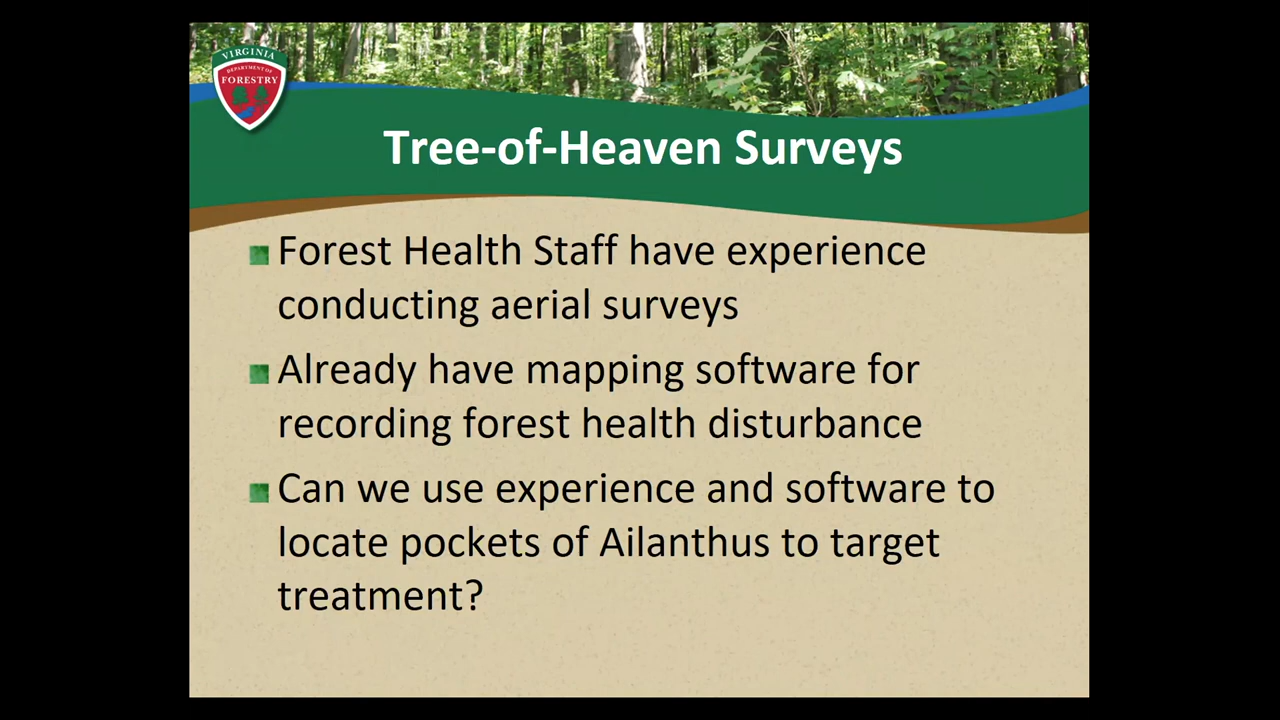 VIRGINIA
DEPARTMENT OF
FORESTRY
Tree-of-Heaven Surveys
Forest Health Staff have experience
conducting aerial surveys
Already have mapping software for
recording forest health disturbance
Can we use experience and software to
locate pockets of Ailanthus to target
treatment?